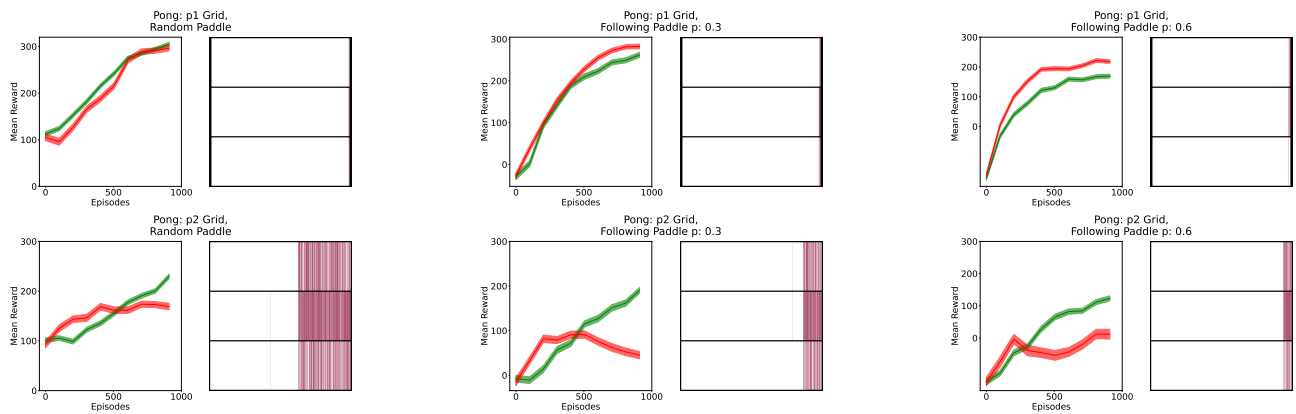 Pong: p1 Grid,
Random Paddle
Mean Reward
300
200
100
0
0
500
1000
Episodes
Pong: p1 Grid,
Following Paddle p: 0.3
Mean Reward
300
200
100
0
0
500
1000
Episodes
Pong: p1 Grid,
Following Paddle p: 0.6
Mean Reward
300
200
100
0
0
500
1000
Episodes
Pong: p2 Grid,
Random Paddle
Mean Reward
300
200
100
0
0
500
1000
Episodes
Pong: p2 Grid,
Following Paddle p: 0.3
Mean Reward
300
200
100
0
0
500
1000
Episodes
Pong: p2 Grid,
Following Paddle p: 0.6
Mean Reward
300
200
100
0
0
500
1000
Episodes